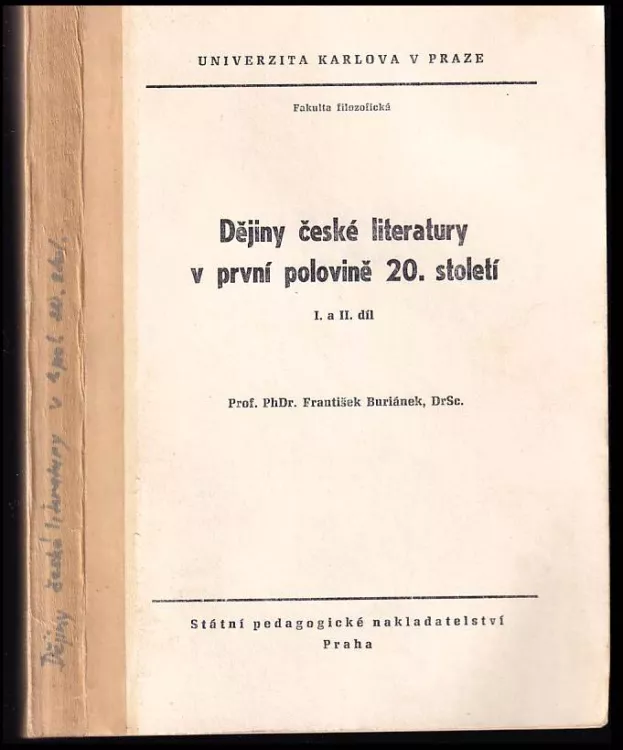 UNIVERZITA KARLOVA V PRAZE
Fakulta filozofická
Dějiny české literatury
v první polovině 20. století
I. a II. díl
Prof. PhDr. František Buriánek, DrSc.
Státní pedagogické nakladatelství
Praha
Dějiny české literatury v 1 pol. 20. stol.